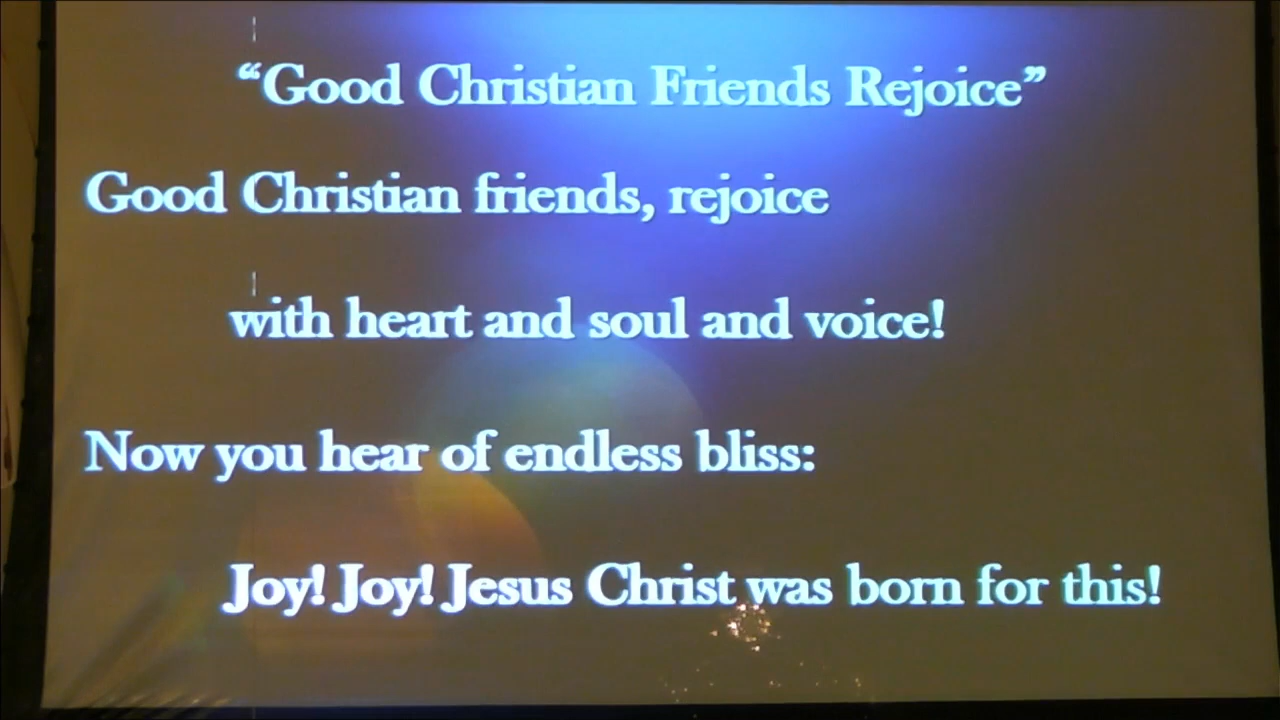 “Good Christian Friends Rejoice”
Good Christian friends, rejoice
with heart and soul and voice!
Now you hear of endless bliss:
Joy! Joy! Jesus Christ was born for this!